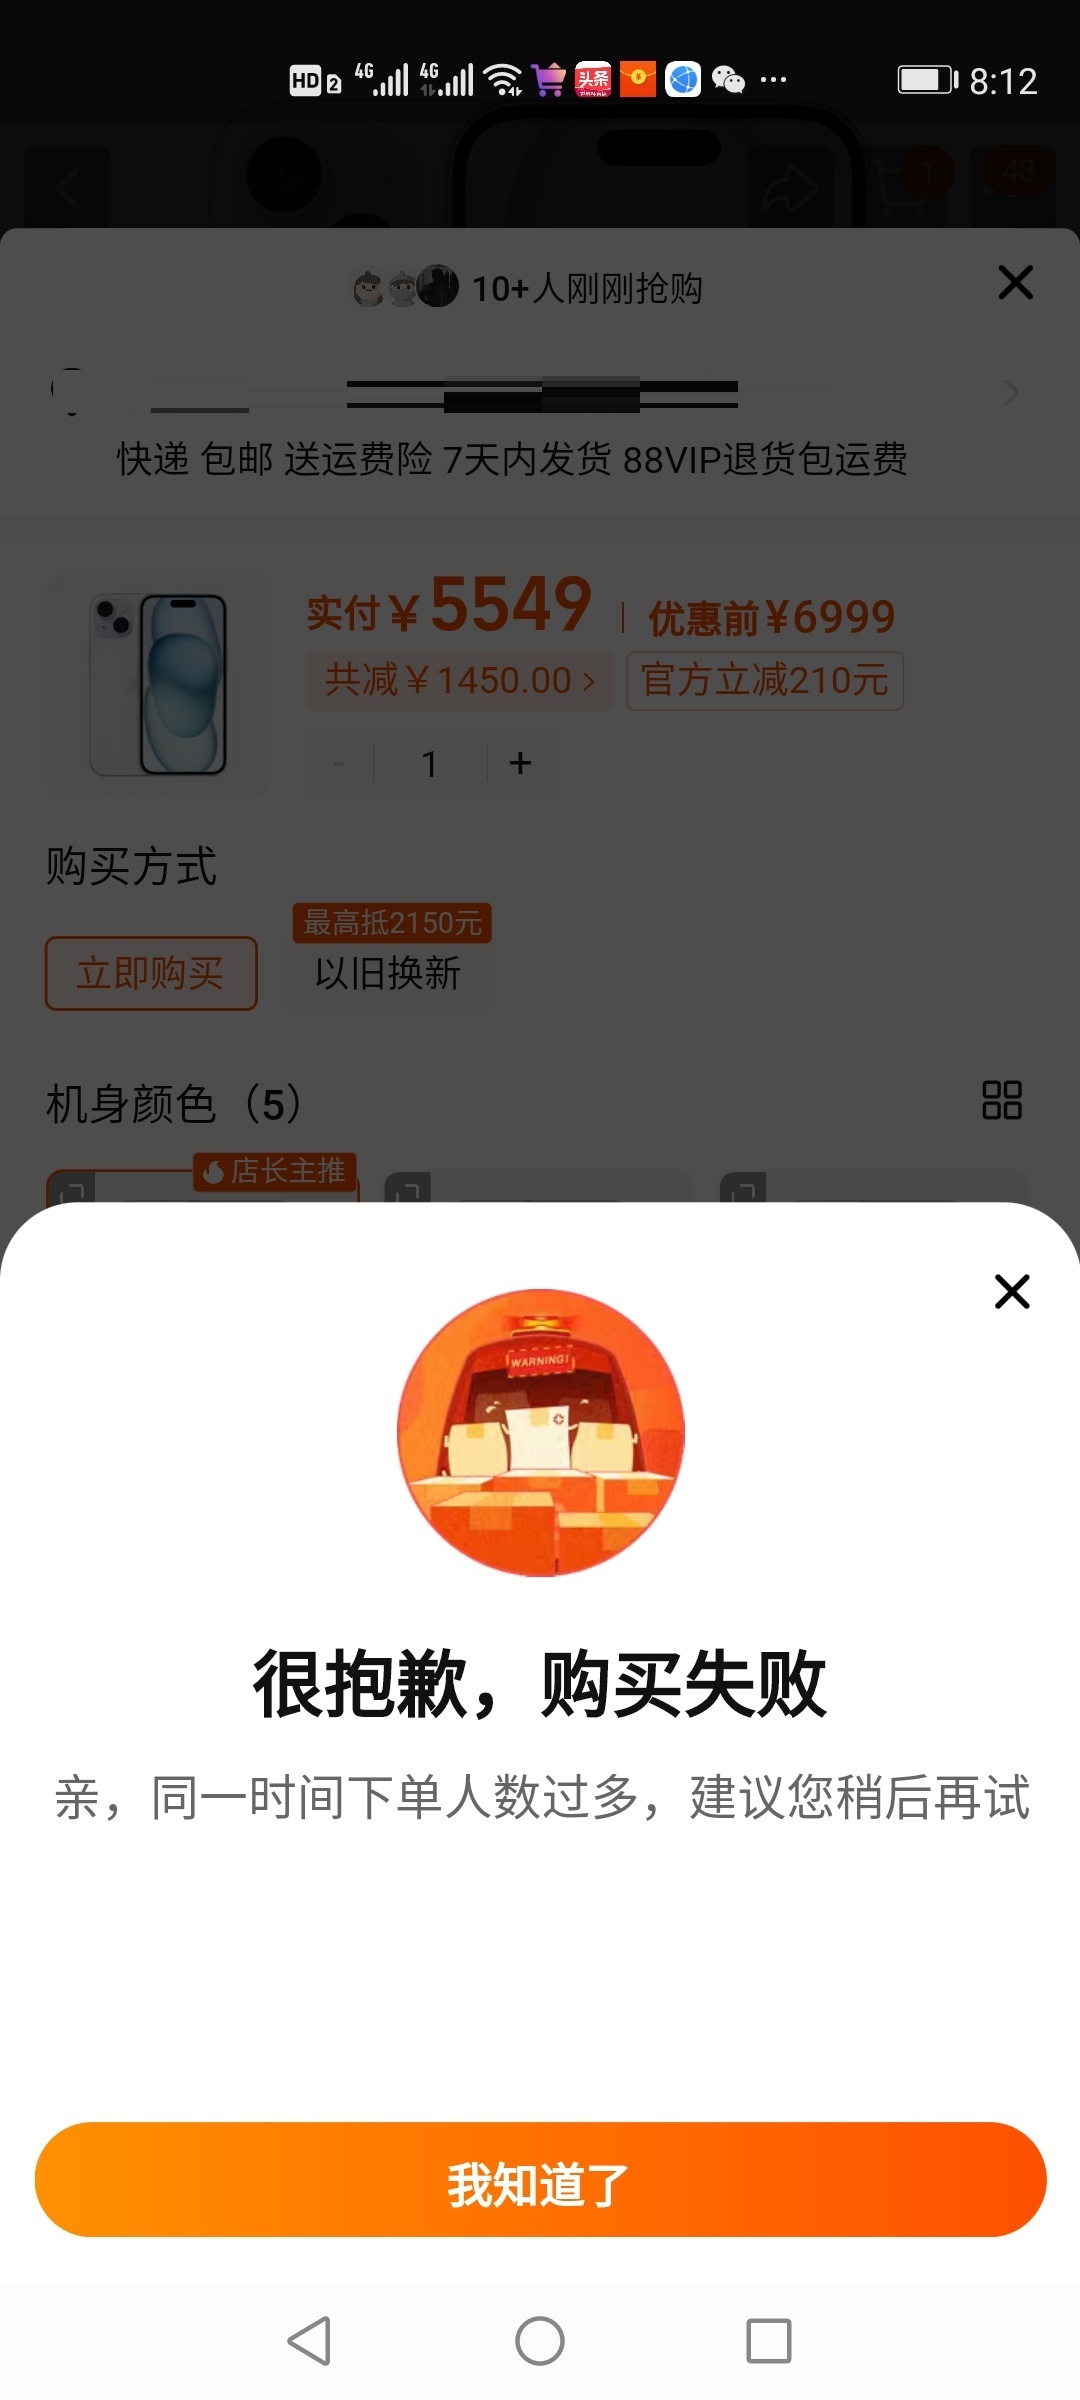 HD 2 4G 4G 头条 8:12
1 43
10+人刚刚抢购
快递 包邮 送运费险 7天内发货 88VIP退货包运费
实付￥5549 优惠前¥6999
共减￥1450.00 > 官方立减210元
- 1 +
购买方式
最高抵2150元
立即购买 以旧换新
机身颜色（5）
店长主推
WARNING!
很抱歉，购买失败
亲，同一时间下单人数过多，建议您稍后再试
我知道了